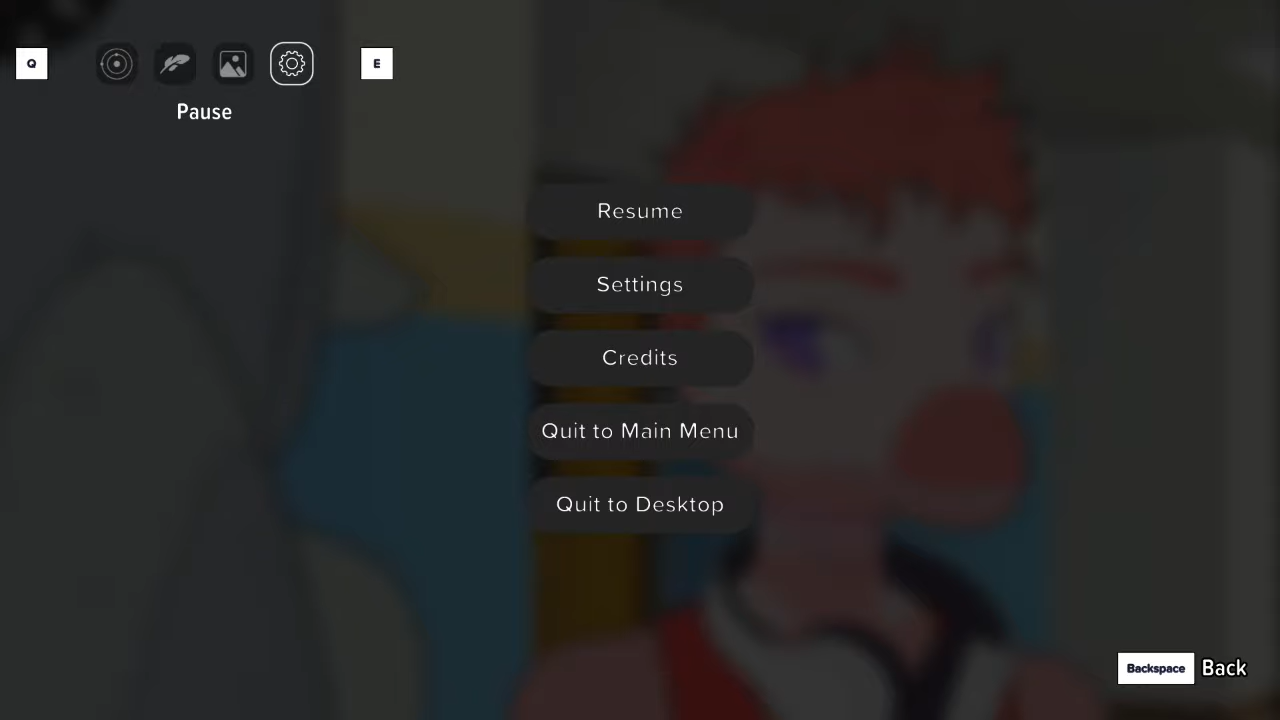 Q
E
Pause
Resume
Settings
Credits
Quit to Main Menu
Quit to Desktop
Backspace Back